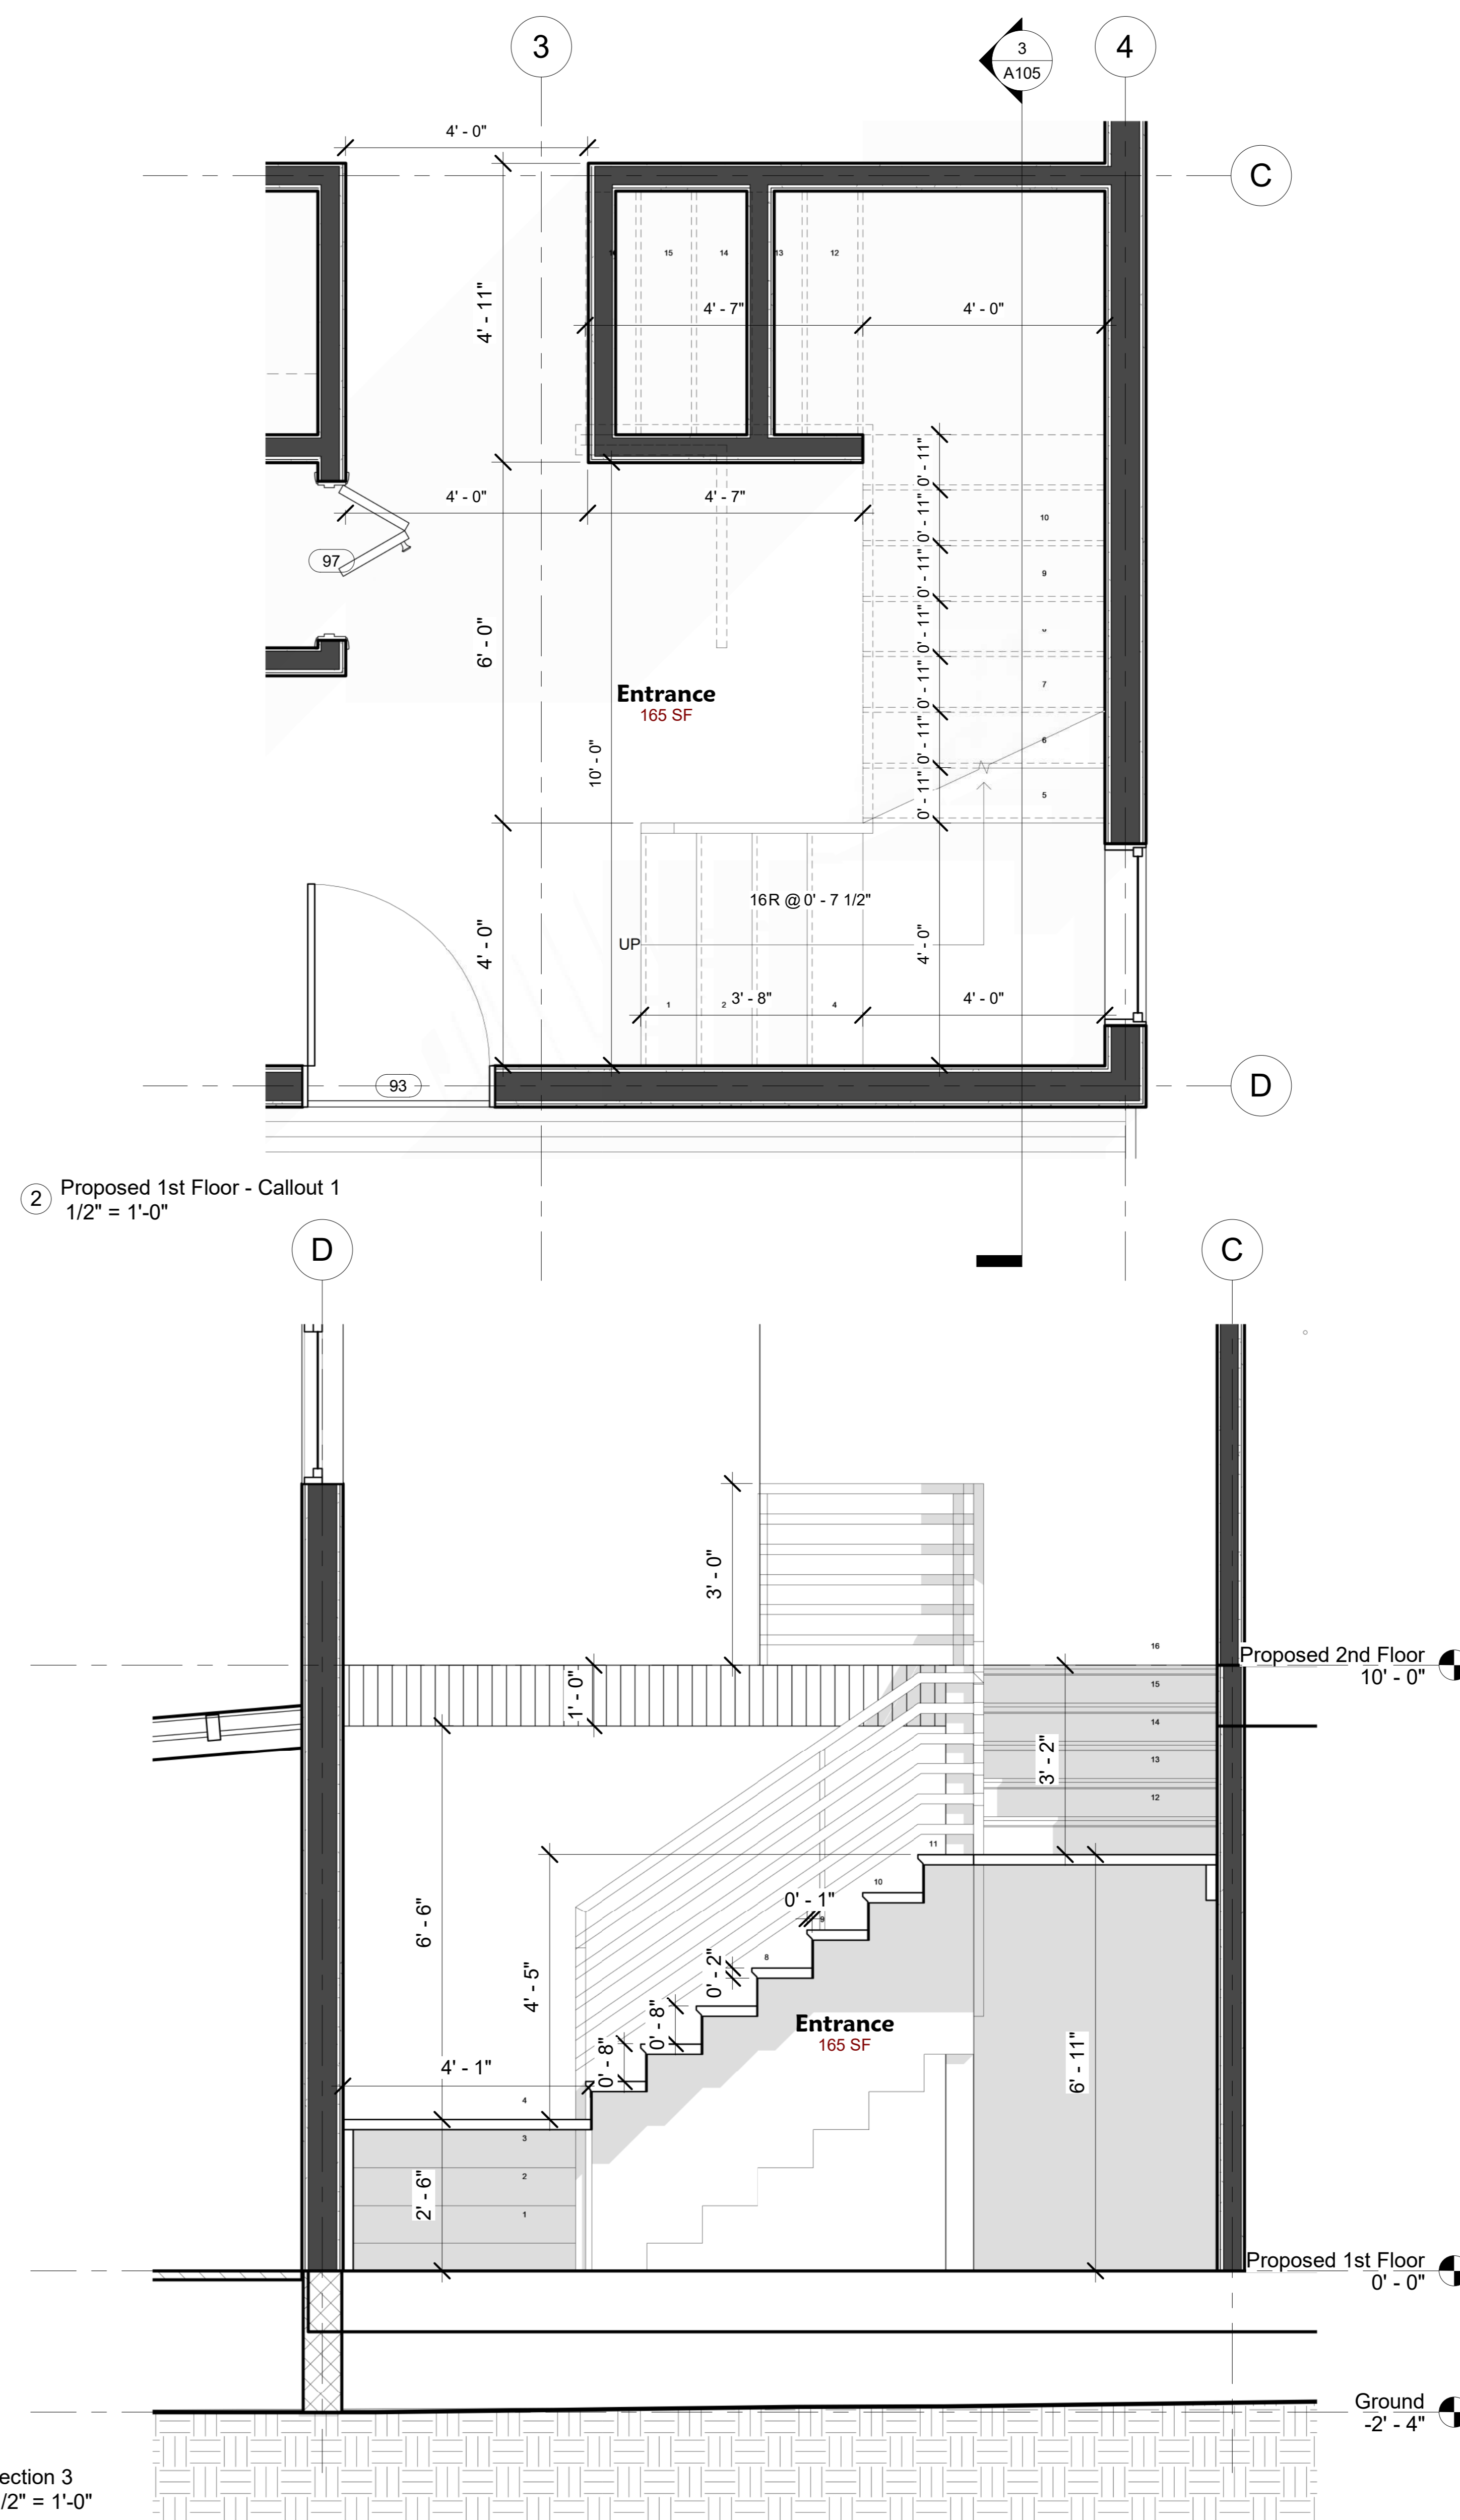 3
3
A105
4
4' - 0"
C
15
14
13
12
4' - 7"
4' - 0"
4' - 11"
0' - 11"
4' - 0"
4' - 7"
0' - 11"
10
97
0' - 11"
9
6' - 0"
0' - 11"
0' - 11"
7
Entrance
165 SF
10' - 0"
0' - 11"
6
0' - 11"
5
16R @ 0' - 7 1/2"
UP
4' - 0"
4' - 0"
1
2
3' - 8"
4
4' - 0"
93
D
2
Proposed 1st Floor - Callout 1
1/2" = 1'-0"
D
C
3' - 0"
16
Proposed 2nd Floor
10' - 0"
1' - 0"
15
14
3' - 2"
13
12
11
10
0' - 1"
9
6' - 6"
8
0' - 2"
4' - 5"
0' - 8"
Entrance
165 SF
0' - 8"
4' - 1"
6' - 11"
4
3
2
2' - 6"
1
Proposed 1st Floor
0' - 0"
Ground
-2' - 4"
ection 3
/2" = 1'-0"